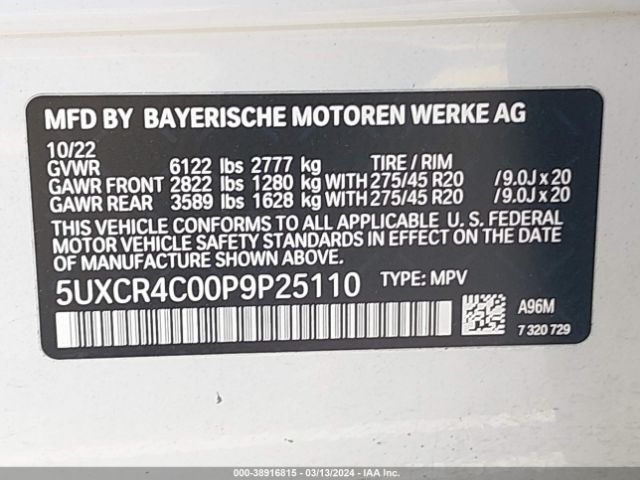 MFD BY BAYERISCHE MOTOREN WERKE AG
10/22
GVWR 6122 lbs 2777 kg TIRE / RIM
GAWR FRONT 2822 lbs 1280 kg WITH 275/45 R20 /9.0J x 20
GAWR REAR 3589 lbs 1628 kg WITH 275/45 R20 /9.0J x 20
THIS VEHICLE CONFORMS TO ALL APPLICABLE U. S. FEDERAL
MOTOR VEHICLE SAFETY STANDARDS IN EFFECT ON THE
DATE OF MANUFACTURE SHOWN ABOVE.
5UXCR4C00P9P25110 TYPE: MPV
A96M
7 320 729
000-38916815 - 03/13/2024 - IAAI.COM